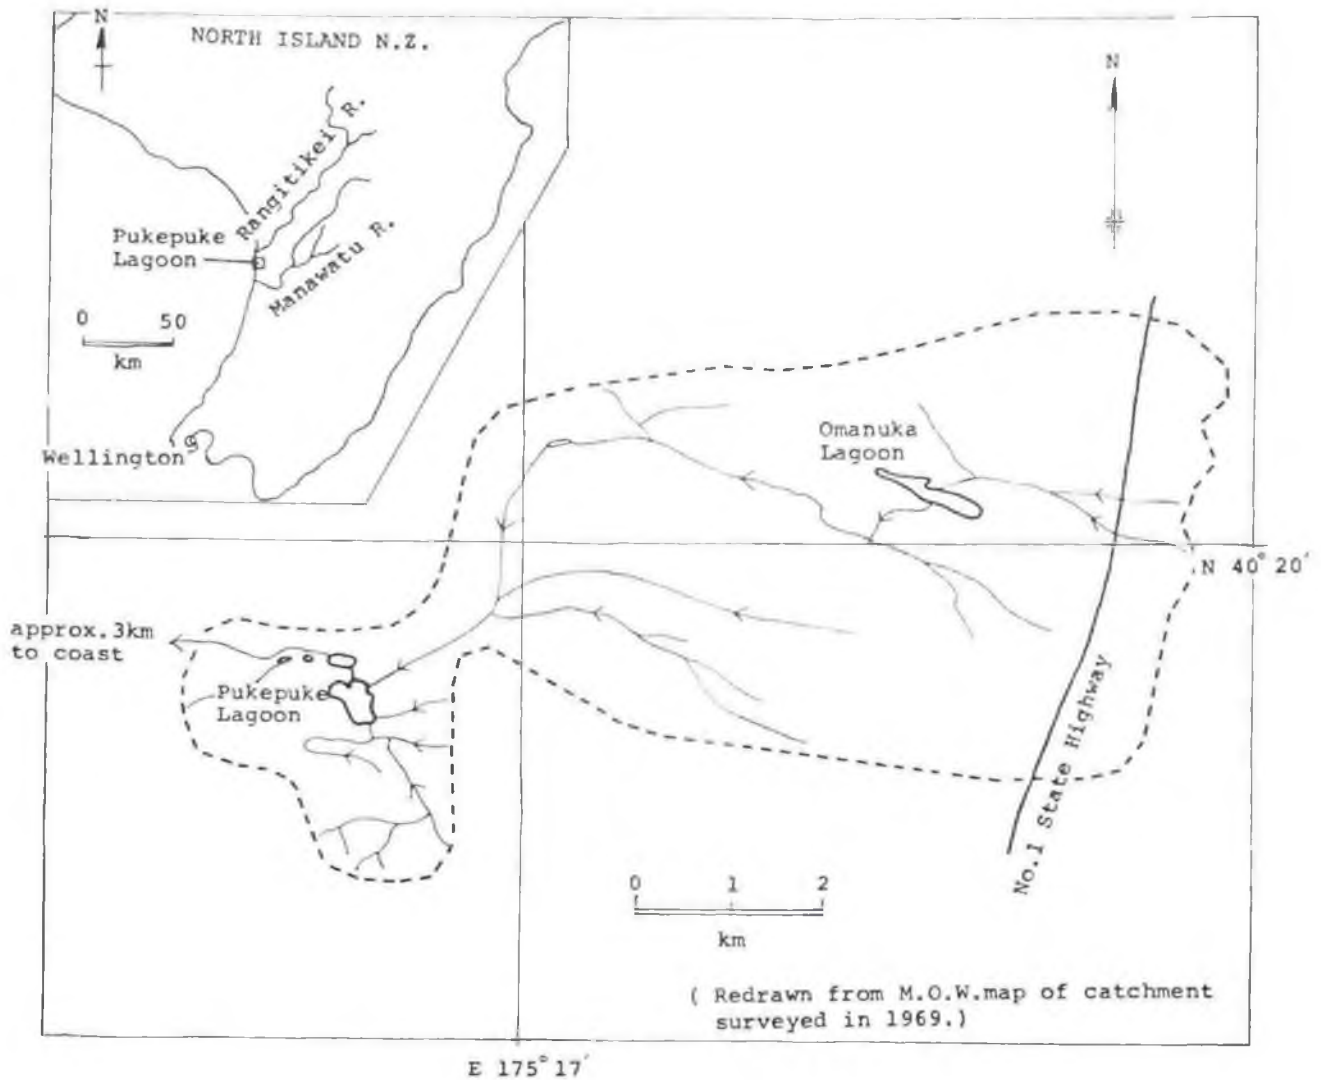 N
NORTH ISLAND N.Z.
Rangitikei R.
Pukepuke
Lagoon
Manawatu R.
0 50
km
Wellington
N
Omanuka
Lagoon
N 40° 20'
approx.3km
to coast
Pukepuke
Lagoon
No.1 State Highway
0 1 2
km
( Redrawn from M.O.W.map of catchment
surveyed in 1969.)
E 175° 17'